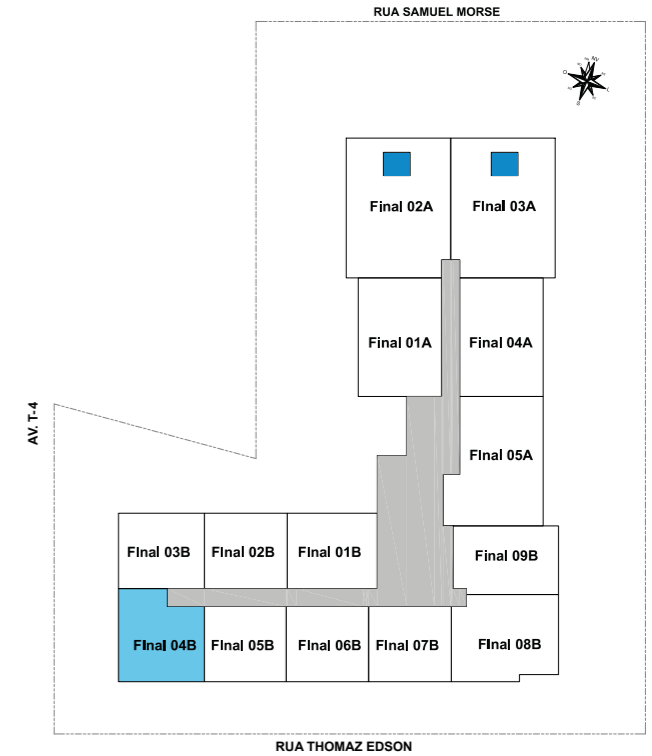 RUA SAMUEL MORSE
Final 02A
Final 03A
Final 01A
Final 04A
AV. T-4
Final 05A
Final 03B
Final 02B
Final 01B
Final 09B
Final 04B
Final 05B
Final 06B
Final 07B
Final 08B
RUA THOMAZ EDSON